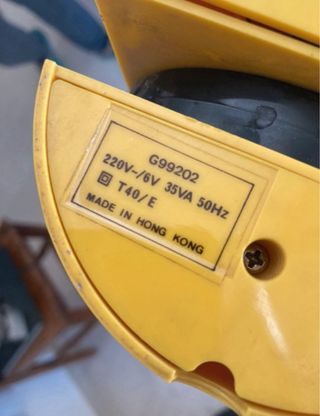 G99202
220V~/6V 35VA 50Hz
T40/E
MADE IN HONG KONG